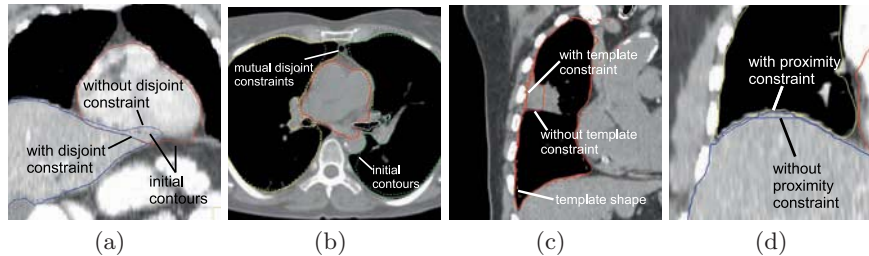 without disjoint
constraint
with disjoint
constraint
initial
contours
(a)
mutual disjoint
constraints
initial
contours
(b)
with template
constraint
without template
constraint
template shape
(c)
with proximity
constraint
without
proximity
constraint
(d)